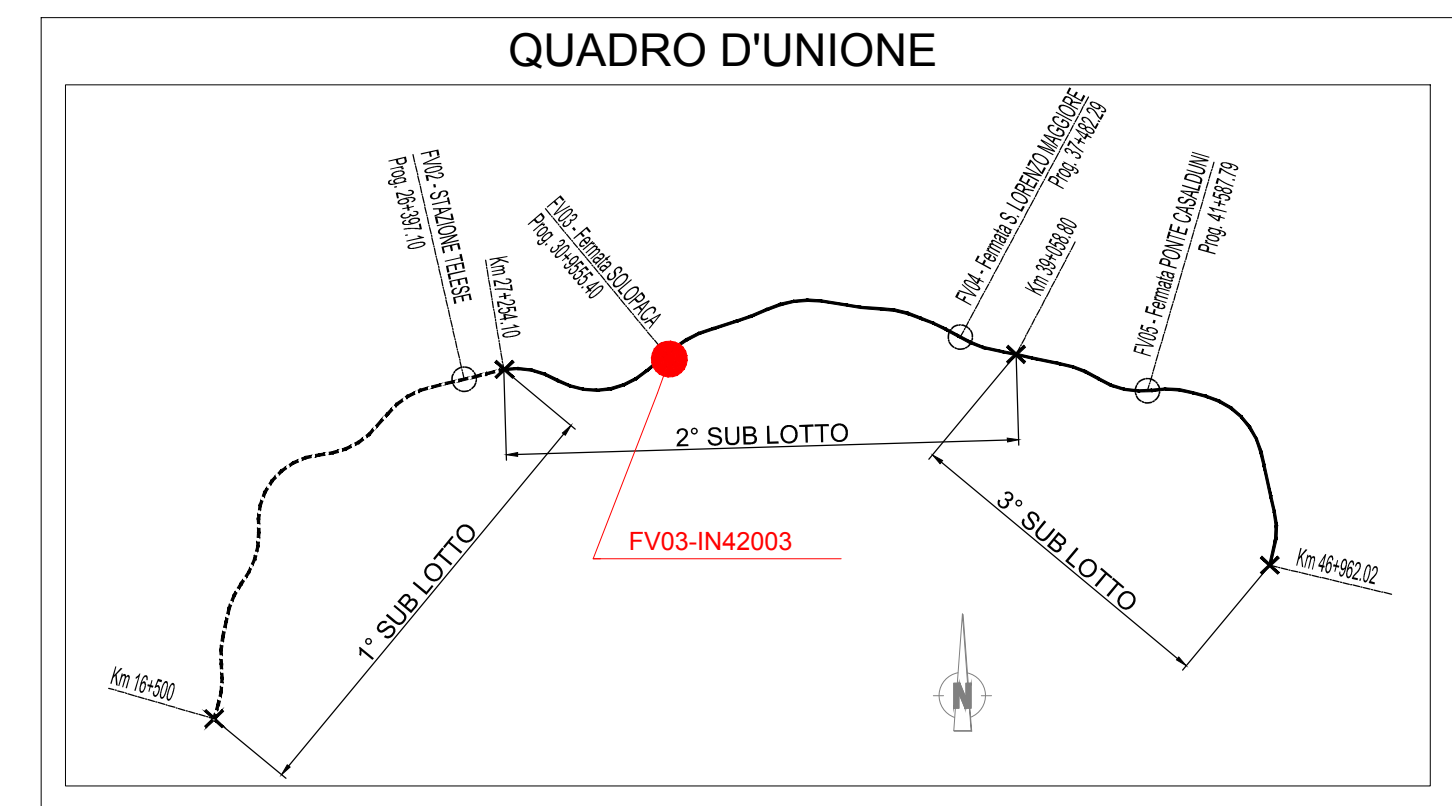 QUADRO D'UNIONE
FV02 - STAZIONE TELESE
Prog. 26+397.10
Km 27+254.10
FV03 - Fermata SOLOPACA
Prog. 30+9555.40
FV04 - Fermata S. LORENZO MAGGIORE
Prog. 37+482.29
Km 39+058.80
FV05 - Fermata PONTE CASALDUNI
Prog. 41+587.79
2° SUB LOTTO
FV03-IN42003
1° SUB LOTTO
3° SUB LOTTO
Km 46+962.02
Km 16+500
N